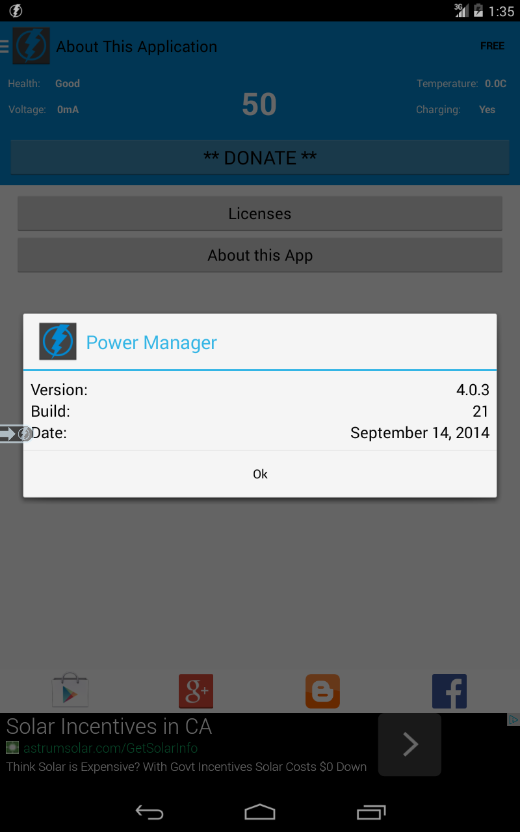 3G 1:35
About This Application FREE
Health: Good Temperature: 0.0C
Voltage: 0mA 50 Charging: Yes
** DONATE **
Licenses
About this App
Power Manager
Version: 4.0.3
Build: 21
Date: September 14, 2014
Ok
g+
B
f
Solar Incentives in CA
astrumsolar.com/GetSolarInfo
Think Solar is Expensive? With Govt Incentives Solar Costs $0 Down